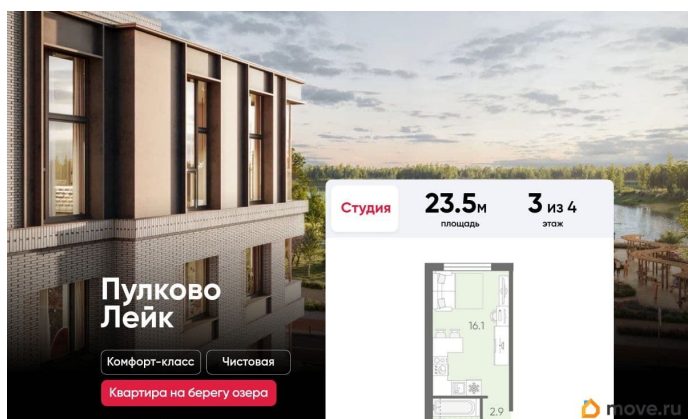 Студия
23.5м
площадь
3 из 4
этаж
16.1
2.9
Пулково
Лейк
Комфорт-класс
Чистовая
Квартира на берегу озера
move.ru